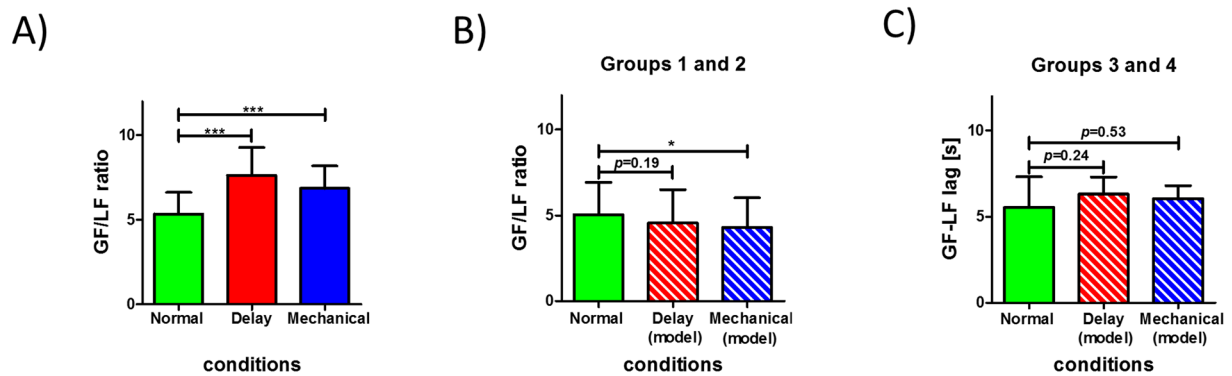 A)
GF/LF ratio
10
5
0
***
***
Normal Delay Mechanical
conditions
B)
Groups 1 and 2
GF/LF ratio
10
5
0
*
p=0.19
Normal Delay Mechanical
(model) (model)
conditions
C)
Groups 3 and 4
GF-LF lag [s]
10
5
0
p=0.53
p=0.24
Normal Delay Mechanical
(model) (model)
conditions